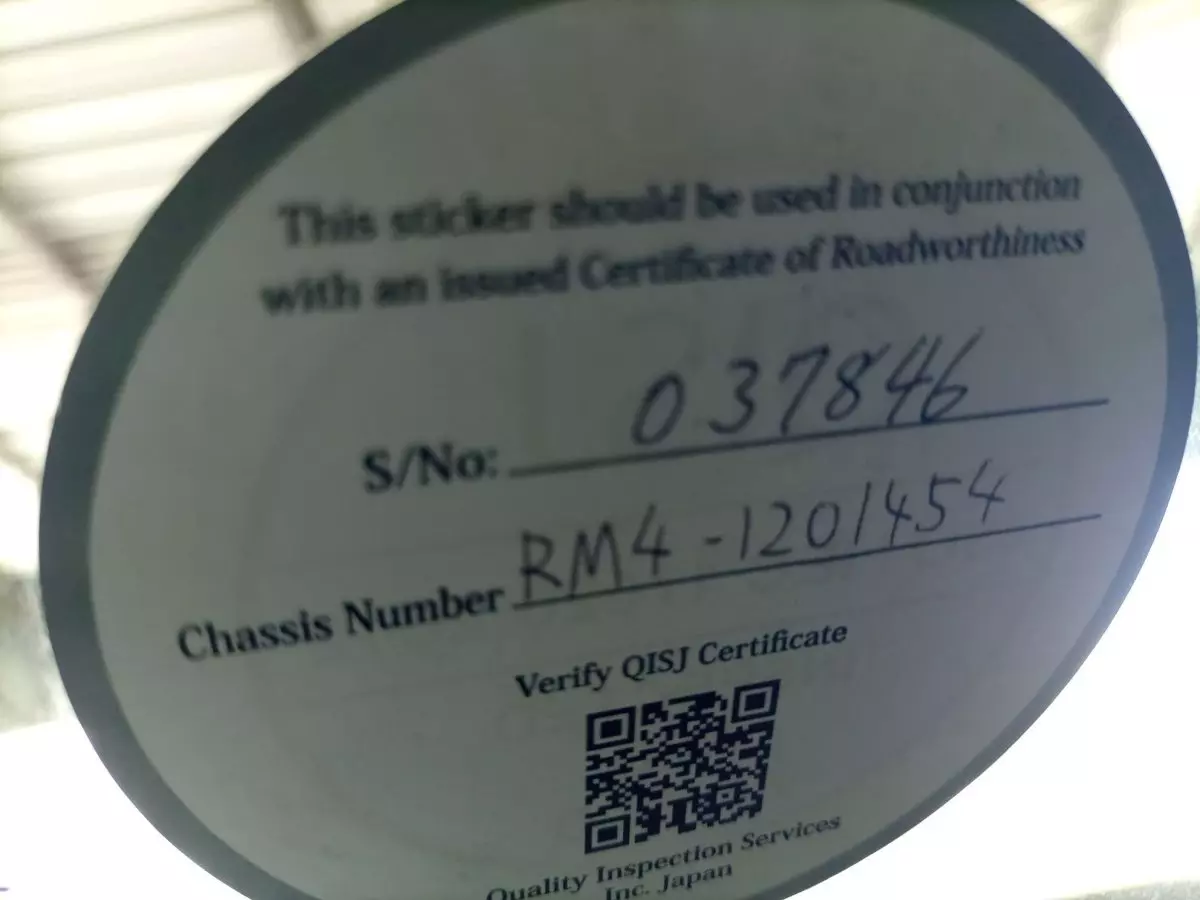 This sticker should be used in conjunction
with an issued Certificate of Roadworthiness
S/No: 037846
Chassis Number RM4-1201454
Verify QISJ Certificate
Quality Inspection Services
Inc. Japan